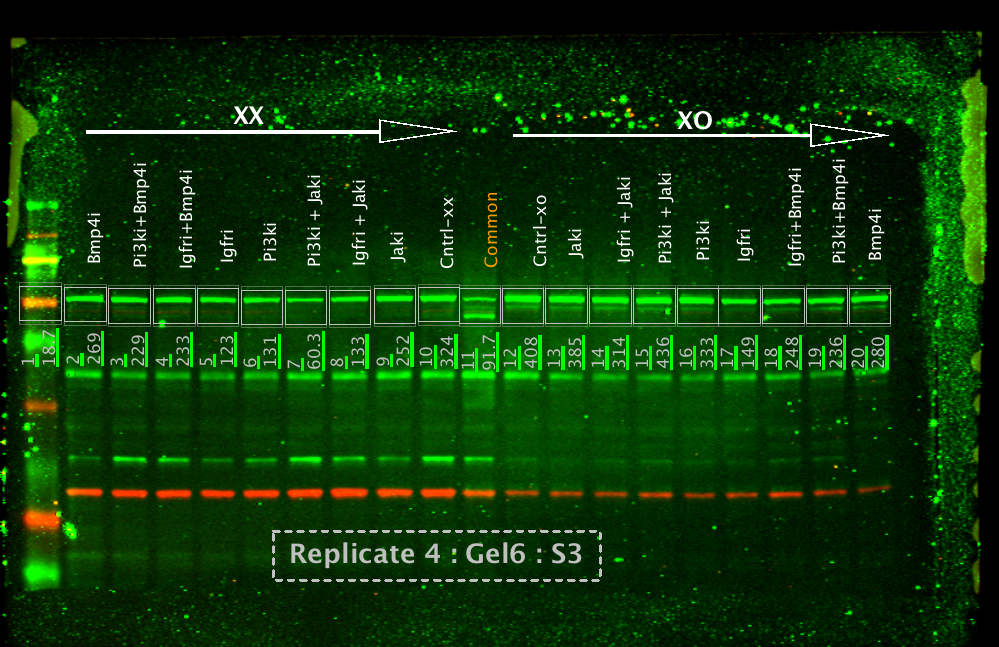 XX
XO
Bmp4i
Pi3ki+Bmp4i
Igfri+Bmp4i
Igfri
Pi3ki
Pi3ki + Jaki
Igfri + Jaki
Jaki
Cntrl-xx
Common
Cntrl-xo
Jaki
Igfri + Jaki
Pi3ki + Jaki
Pi3ki
Igfri
Igfri+Bmp4i
Pi3ki+Bmp4i
Bmp4i
1
18.7
2
269
3
229
4
233
5
123
6
131
7
60.3
8
133
9
252
10
324
11
91.7
12
408
13
385
14
314
15
436
16
333
17
149
18
248
19
236
20
280
Replicate 4 : Gel6 : S3